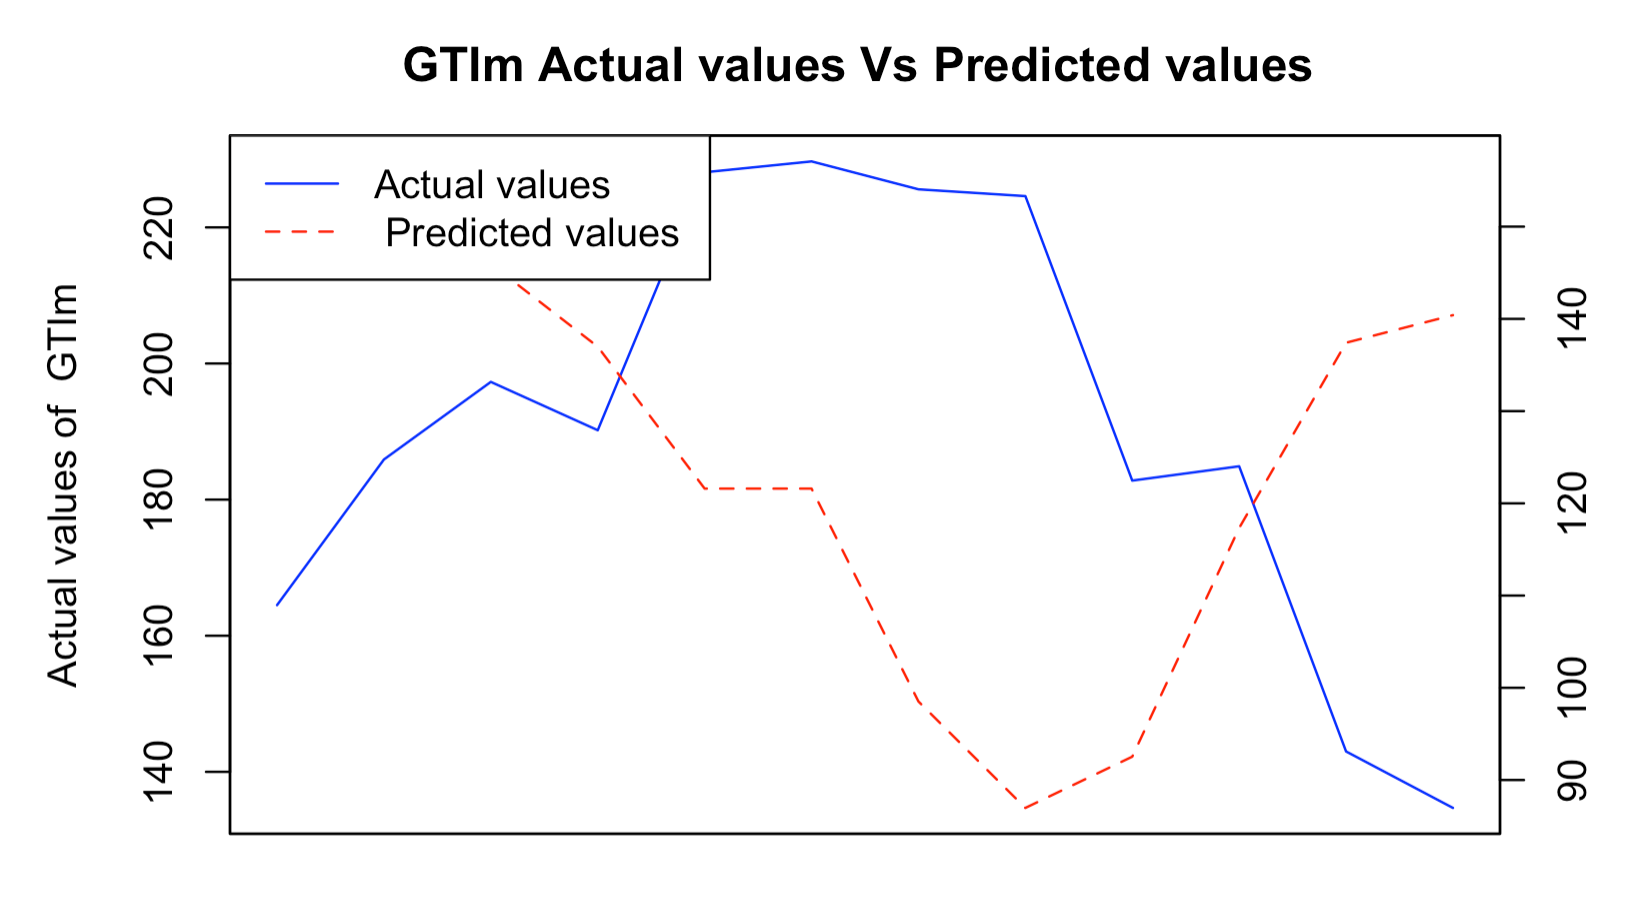 GTIm Actual values Vs Predicted values
Actual values
Predicted values
Actual values of GTIm
220
200
180
160
140
140
120
100
90